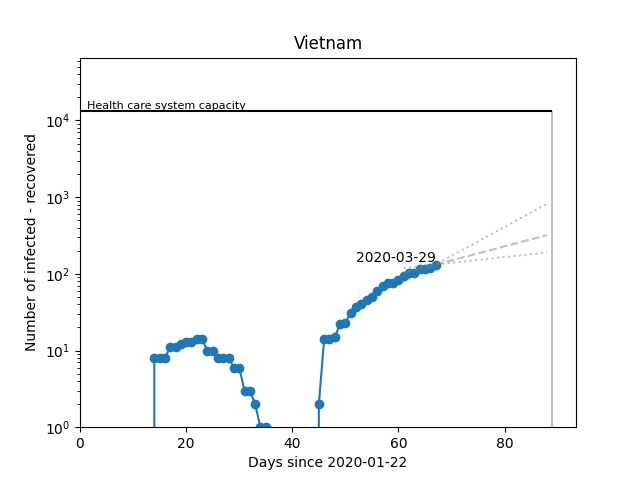 Vietnam
Health care system capacity
2020-03-29
Number of infected - recovered
10^4
10^3
10^2
10^1
10^0
0 20 40 60 80
Days since 2020-01-22